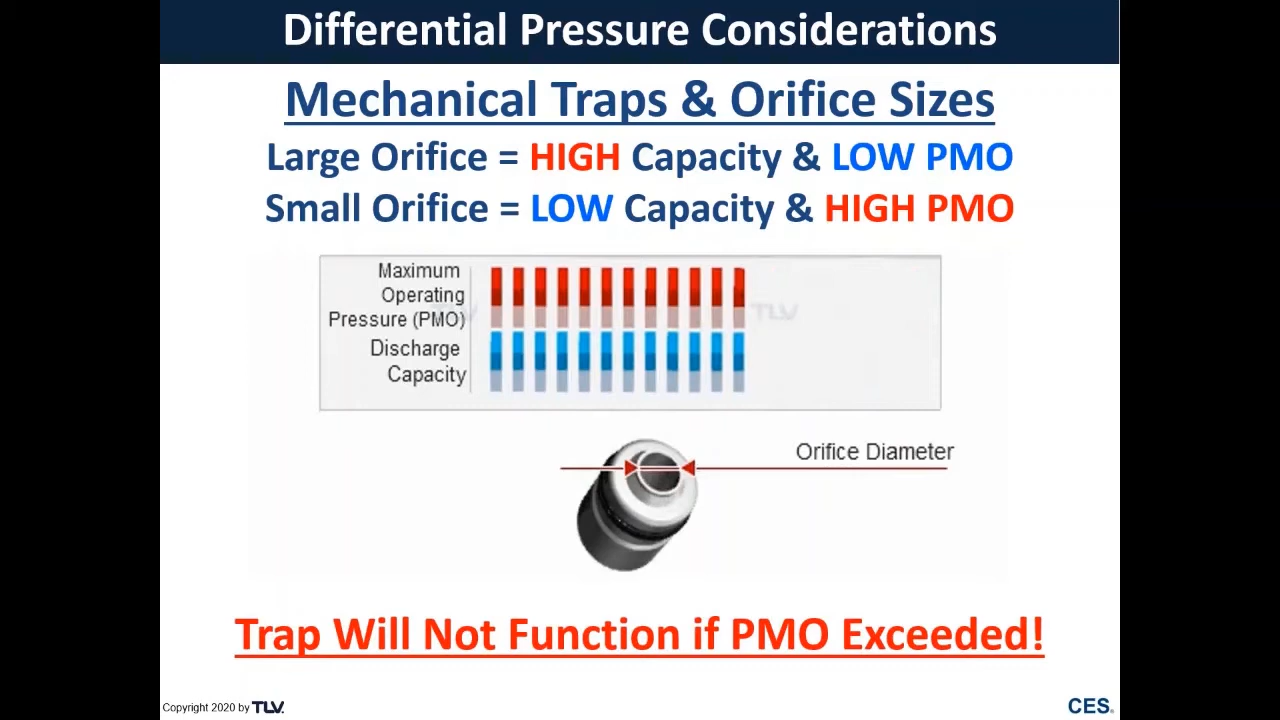 Differential Pressure Considerations
Mechanical Traps & Orifice Sizes
Large Orifice = HIGH Capacity & LOW PMO
Small Orifice = LOW Capacity & HIGH PMO
Maximum
Operating
Pressure (PMO)
Discharge
Capacity
TLV
TLV
Orifice Diameter
Trap Will Not Function if PMO Exceeded!
Copyright 2020 by TLV.
CES.